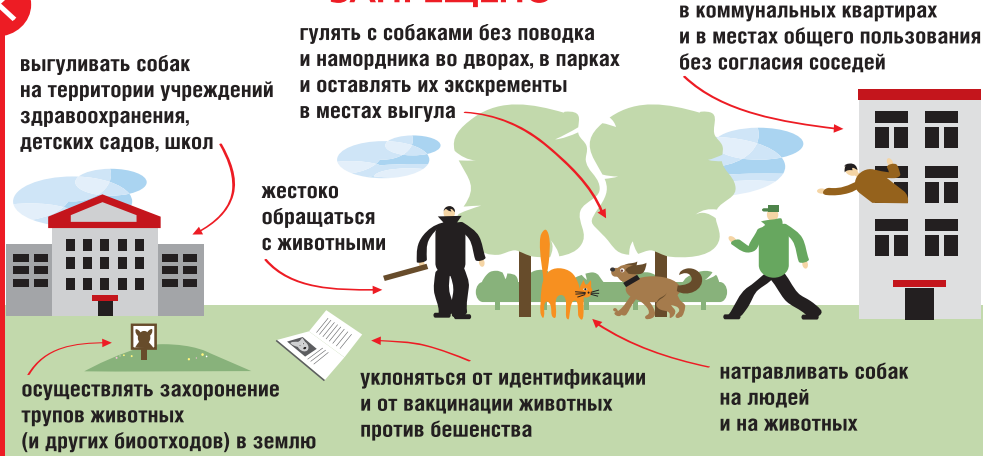 ЗАПРЕЩЕНО
в коммунальных квартирах
и в местах общего пользования
без согласия соседей
гулять с собаками без поводка
и намордника во дворах, в парках
и оставлять их экскременты
в местах выгула
выгуливать собак
на территории учреждений
здравоохранения,
детских садов, школ
жестоко
обращаться
с животными
осуществлять захоронение
трупов животных
(и других биоотходов) в землю
уклоняться от идентификации
и от вакцинации животных
против бешенства
натравливать собак
на людей
и на животных